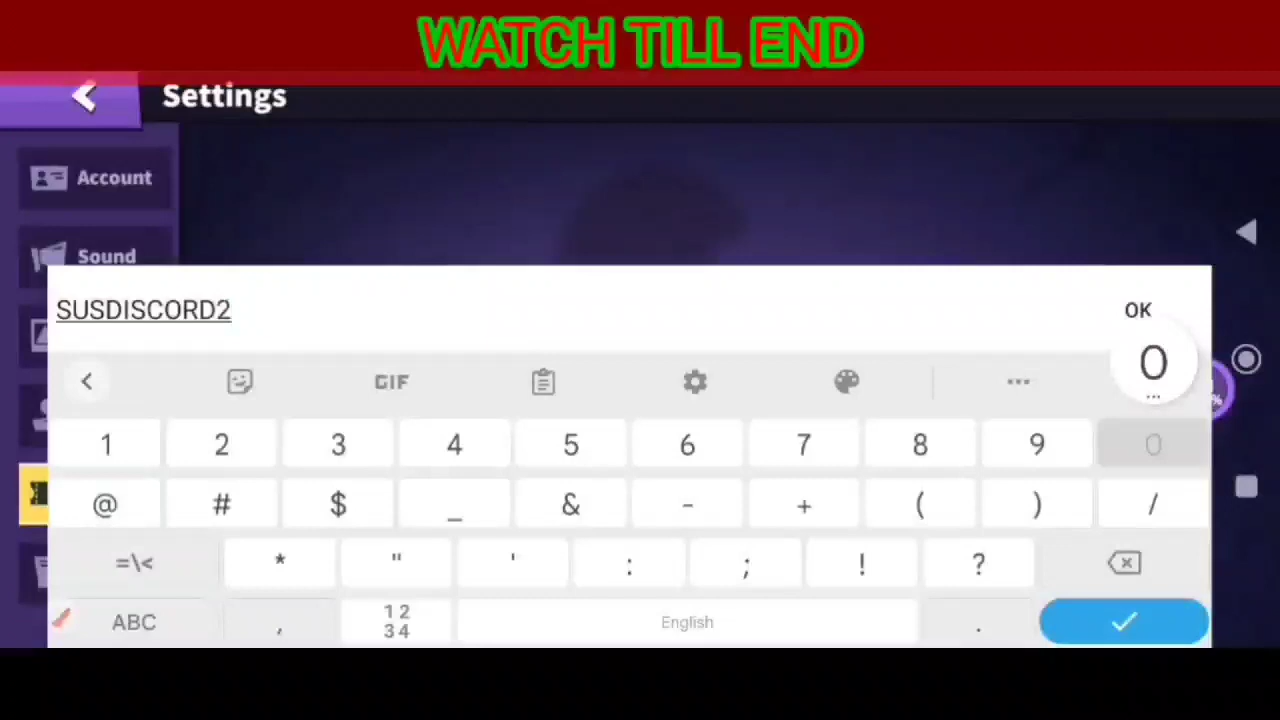 WATCH TILL END
Settings
Account
Sound
SUSDISCORD2
OK
0
...
GIF
...
%
1 2 3 4 5 6 7 8 9 0
@ # $ _ & - + ( ) /
=\< * " ' : ; ! ?
ABC , 1 2 English .
3 4